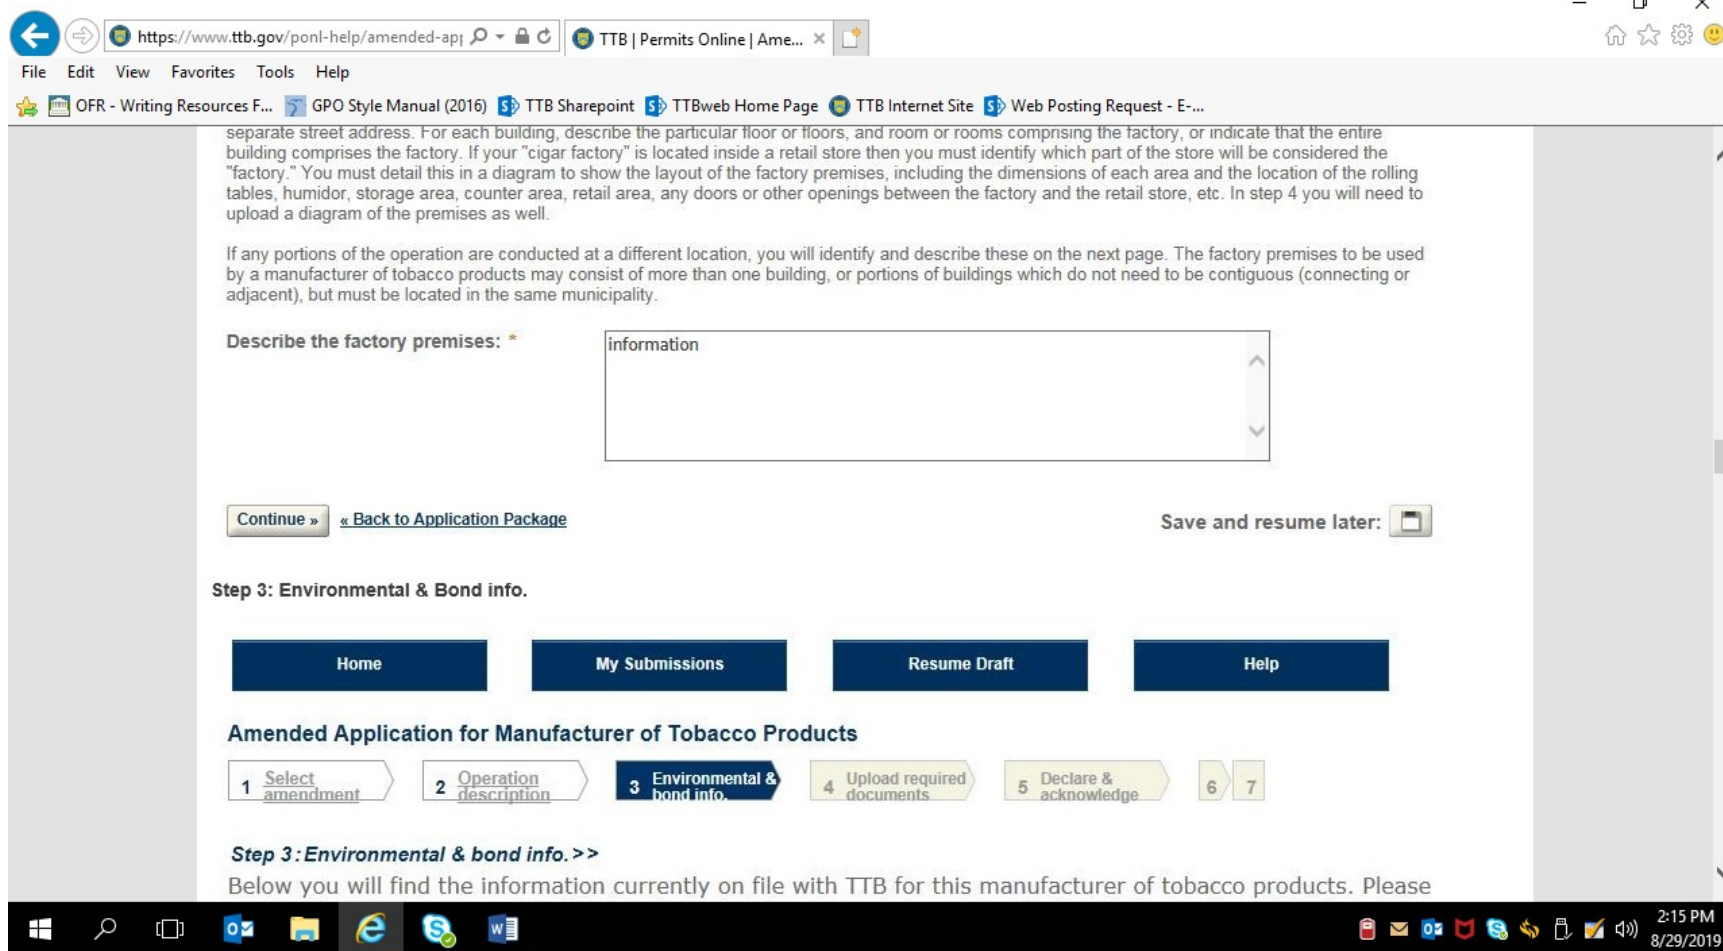 https://www.ttb.gov/ponl-help/amended-ap
TTB | Permits Online | Ame...
File Edit View Favorites Tools Help
OFR - Writing Resources F... GPO Style Manual (2016) TTB Sharepoint TTBweb Home Page TTB Internet Site Web Posting Request - E-...
separate street address. For each building, describe the particular floor or floors, and room or rooms comprising the factory, or indicate that the entire
building comprises the factory. If your "cigar factory" is located inside a retail store then you must identify which part of the store will be considered the
"factory." You must detail this in a diagram to show the layout of the factory premises, including the dimensions of each area and the location of the rolling
tables, humidor, storage area, counter area, retail area, any doors or other openings between the factory and the retail store, etc. In step 4 you will need to
upload a diagram of the premises as well.
If any portions of the operation are conducted at a different location, you will identify and describe these on the next page. The factory premises to be used
by a manufacturer of tobacco products may consist of more than one building, or portions of buildings which do not need to be contiguous (connecting or
adjacent), but must be located in the same municipality.
Describe the factory premises: *
information
Continue » « Back to Application Package
Save and resume later:
Step 3: Environmental & Bond info.
Home My Submissions Resume Draft Help
Amended Application for Manufacturer of Tobacco Products
1 Select amendment
2 Operation description
3 Environmental & bond info.
4 Upload required documents
5 Declare & acknowledge
6 7
Step 3: Environmental & bond info.>>
Below you will find the information currently on file with TTB for this manufacturer of tobacco products. Please
2:15 PM
8/29/2019